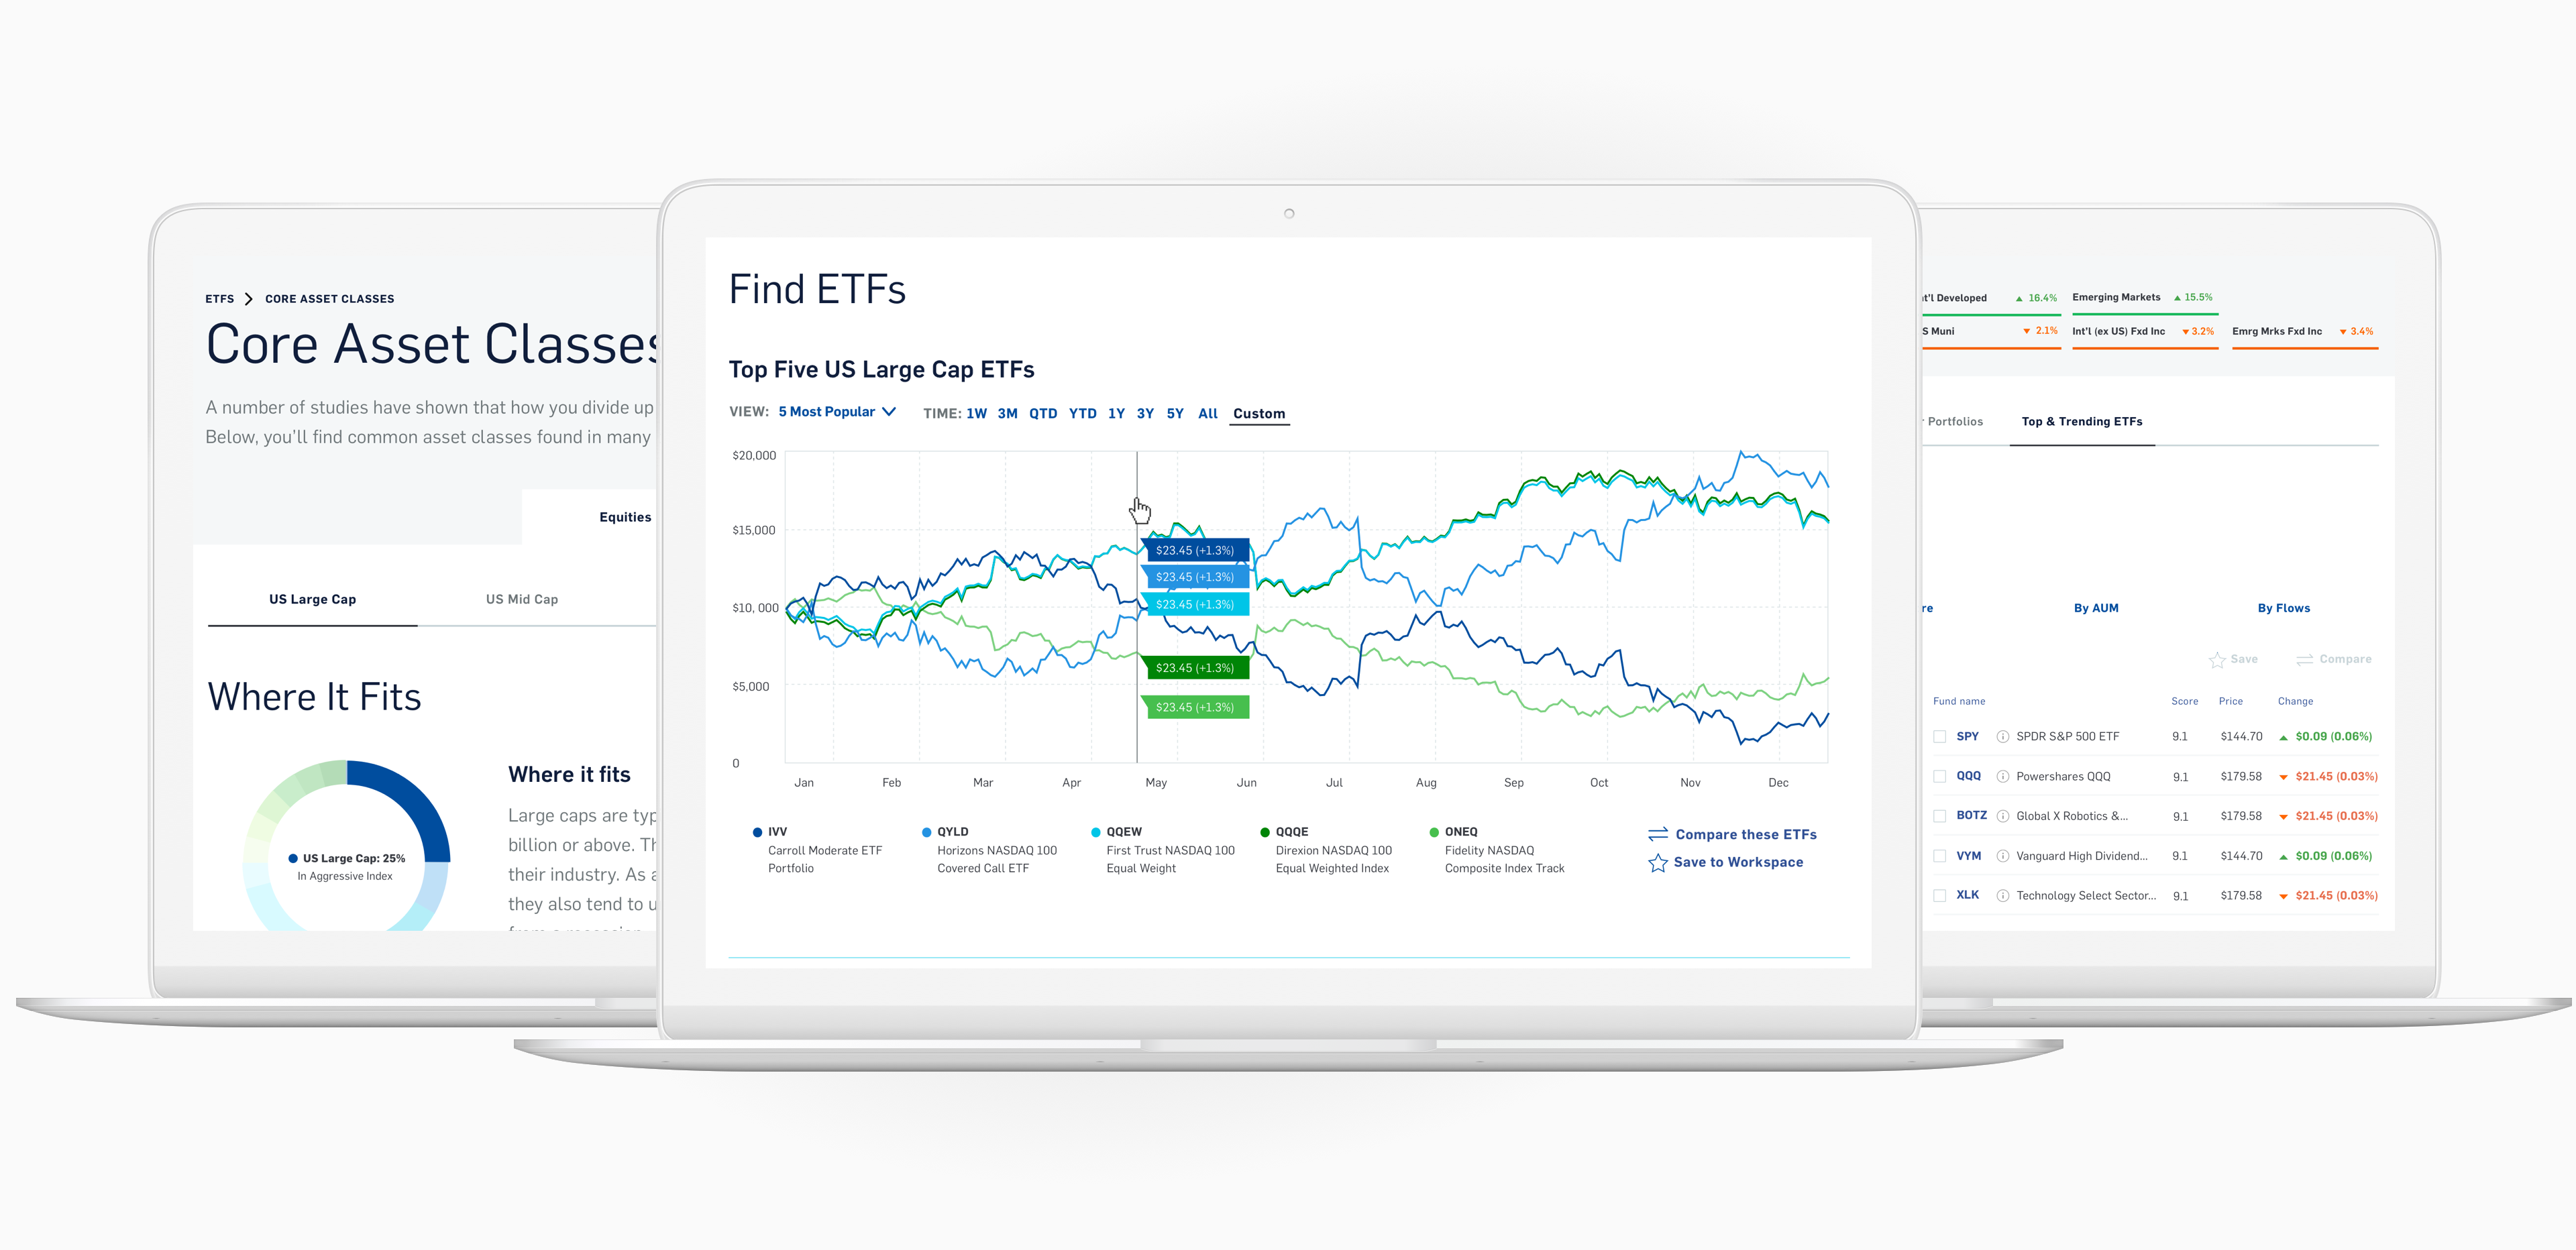 ETFS
CORE ASSET CLASSES
Core Asset Classes
A number of studies have shown that how you divide up
Below, you'll find common asset classes found in many
Equities
US Large Cap
US Mid Cap
Where It Fits
US Large Cap: 25%
In Aggressive Index
Where it fits
Large caps are typ
billion or above. Th
their industry. As a
they also tend to u
Find ETFs
Top Five US Large Cap ETFs
VIEW: 5 Most Popular TIME: 1W 3M QTD YTD 1Y 3Y 5Y All Custom
$20,000
$15,000
$10,000
$5,000
0
$23.45 (+1.3%)
$23.45 (+1.3%)
$23.45 (+1.3%)
$23.45 (+1.3%)
$23.45 (+1.3%)
Jan Feb Mar Apr May Jun Jul Aug Sep Oct Nov Dec
IVV
Carroll Moderate ETF
Portfolio
QYLD
Horizons NASDAQ 100
Covered Call ETF
QQEW
First Trust NASDAQ 100
Equal Weight
QQQE
Direxion NASDAQ 100
Equal Weighted Index
ONEQ
Fidelity NASDAQ
Composite Index Track
Compare these ETFs
Save to Workspace
t'l Developed 16.4% Emerging Markets 15.5%
S Muni 2.1% Int'l (ex US) Fxd Inc 3.2% Emrg Mrks Fxd Inc 3.4%
Portfolios Top & Trending ETFs
re By AUM By Flows
Save Compare
Fund name Score Price Change
SPY SPDR S&P 500 ETF 9.1 $144.70 $0.09 (0.06%)
QQQ Powershares QQQ 9.1 $179.58 $21.45 (0.03%)
BOTZ Global X Robotics &... 9.1 $179.58 $21.45 (0.03%)
VYM Vanguard High Dividend... 9.1 $144.70 $0.09 (0.06%)
XLK Technology Select Sector... 9.1 $179.58 $21.45 (0.03%)